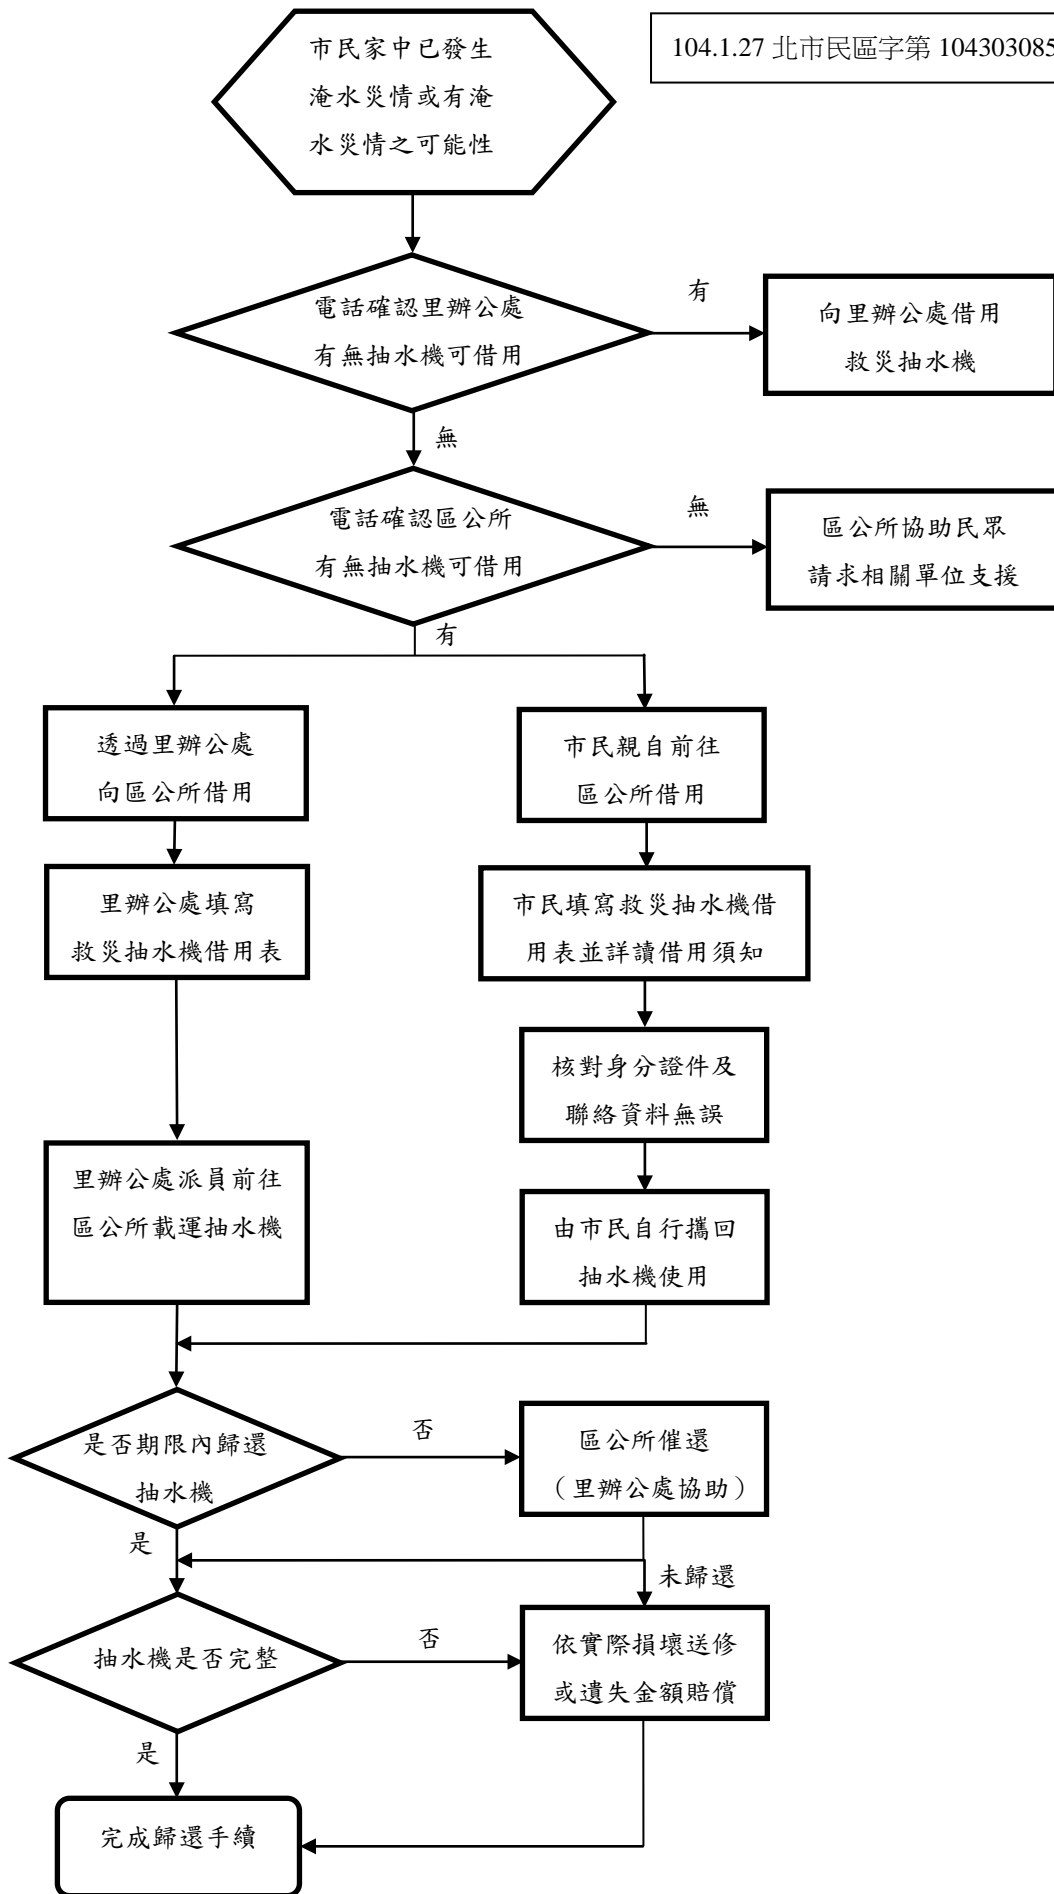 104.1.27 北市民區字第 104303085
市民家中已發生
淹水災情或有淹
水災情之可能性
電話確認里辦公處
有無抽水機可借用
有
向里辦公處借用
救災抽水機
無
電話確認區公所
有無抽水機可借用
無
區公所協助民眾
請求相關單位支援
有
透過里辦公處
向區公所借用
市民親自前往
區公所借用
里辦公處填寫
救災抽水機借用表
市民填寫救災抽水機借
用表並詳讀借用須知
核對身分證件及
聯絡資料無誤
里辦公處派員前往
區公所載運抽水機
由市民自行攜回
抽水機使用
是否期限內歸還
抽水機
否
區公所催還
（里辦公處協助）
是
未歸還
抽水機是否完整
否
依實際損壞送修
或遺失金額賠償
是
完成歸還手續